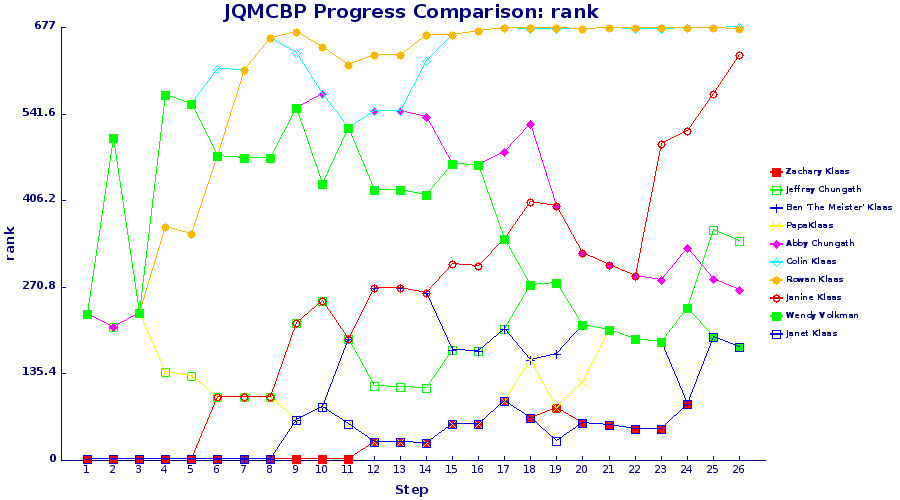 JQMCBP Progress Comparison: rank
677
541.6
406.2
270.8
135.4
0
rank
1 2 3 4 5 6 7 8 9 10 11 12 13 14 15 16 17 18 19 20 21 22 23 24 25 26
Step
Zachary Klaas
Jeffray Chungath
Ben 'The Meister' Klaas
PapaKlaas
Abby Chungath
Colin Klaas
Rowan Klaas
Janine Klaas
Wendy Wolkman
Janet Klaas